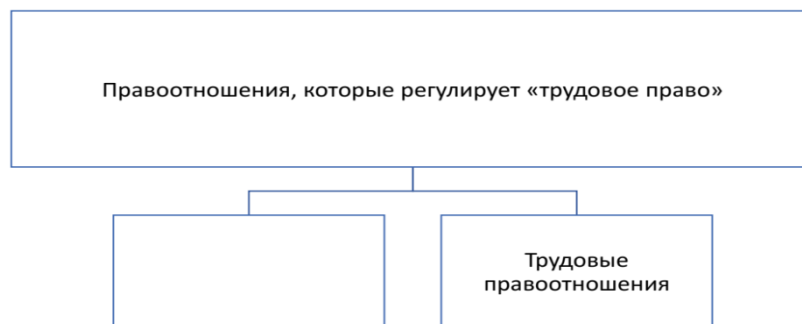 Правоотношения, которые регулирует «трудовое право»
Трудовые
правоотношения